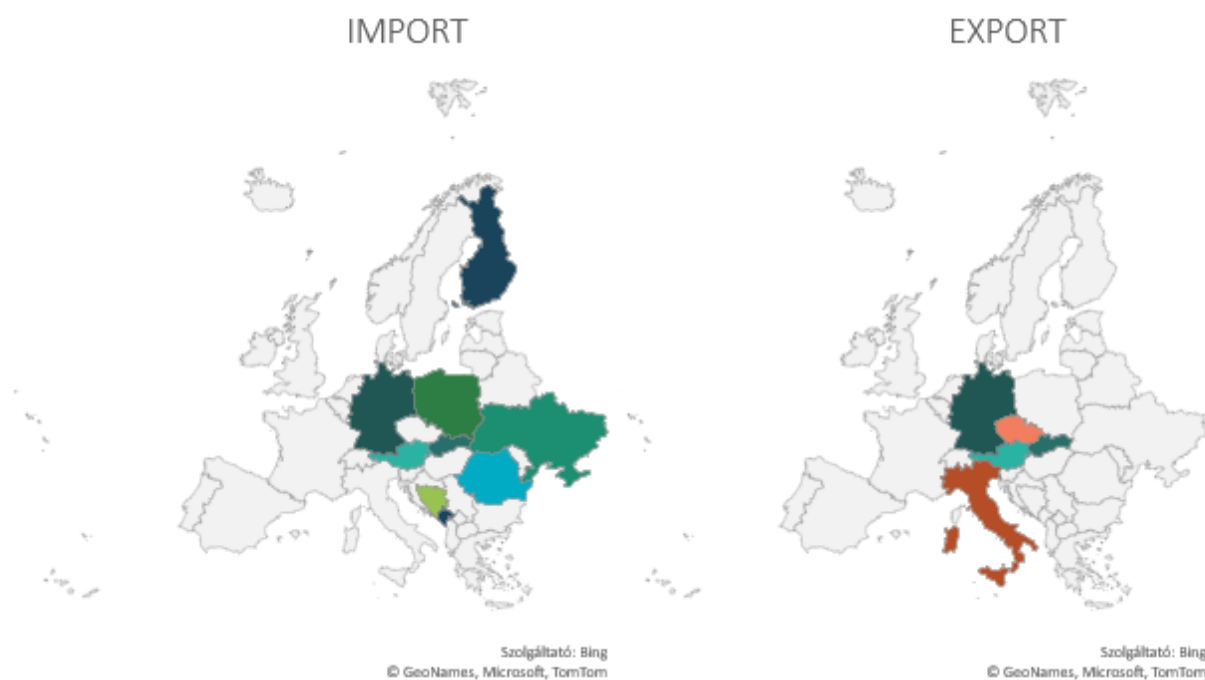 IMPORT
EXPORT
Szolgáltató: Bing
© GeoNames, Microsoft, TomTom
Szolgáltató: Bing
© GeoNames, Microsoft, TomTom